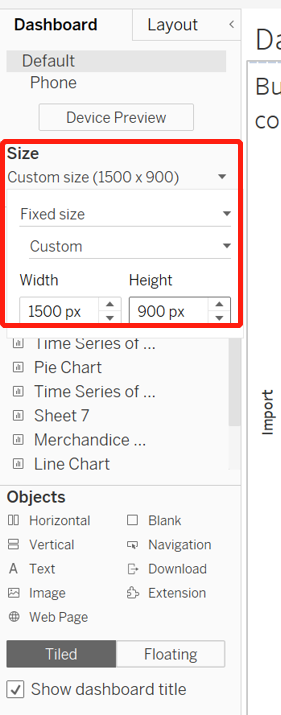 Dashboard Layout <
Default
Phone
Device Preview
Size
Custom size (1500 x 900)
Fixed size
Custom
Width Height
1500 px 900 px
Time Series of ...
Pie Chart
Time Series of ...
Sheet 7
Merchandice ...
Line Chart
Objects
Horizontal Blank
Vertical Navigation
A Text Download
Image Extension
Web Page
Tiled Floating
Show dashboard title
Da
Bu
co
Import